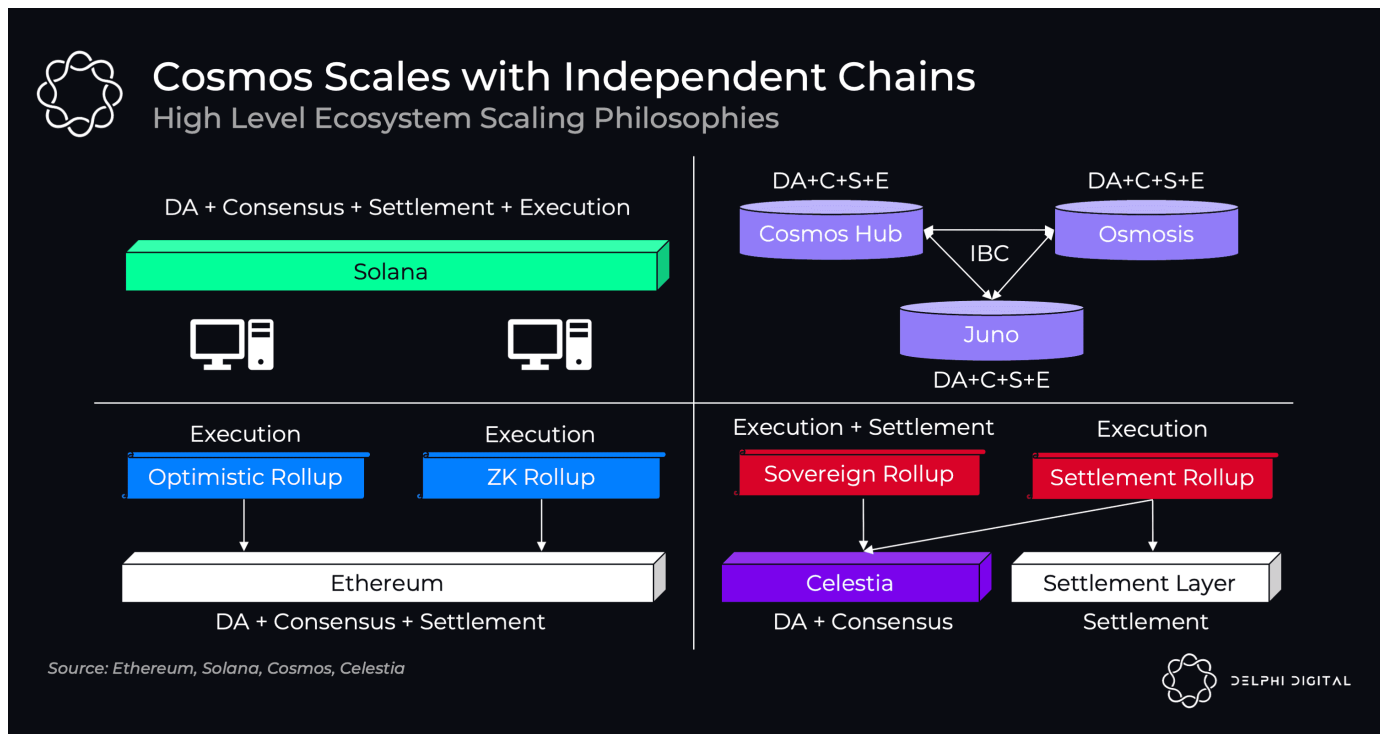 Cosmos Scales with Independent Chains
High Level Ecosystem Scaling Philosophies
DA + Consensus + Settlement + Execution
Solana
DA+C+S+E
DA+C+S+E
Cosmos Hub
Osmosis
IBC
Juno
DA+C+S+E
Execution
Execution
Optimistic Rollup
ZK Rollup
Ethereum
DA + Consensus + Settlement
Execution + Settlement
Execution
Sovereign Rollup
Settlement Rollup
Celestia
Settlement Layer
DA + Consensus
Settlement
Source: Ethereum, Solana, Cosmos, Celestia
DELPHI DIGITAL